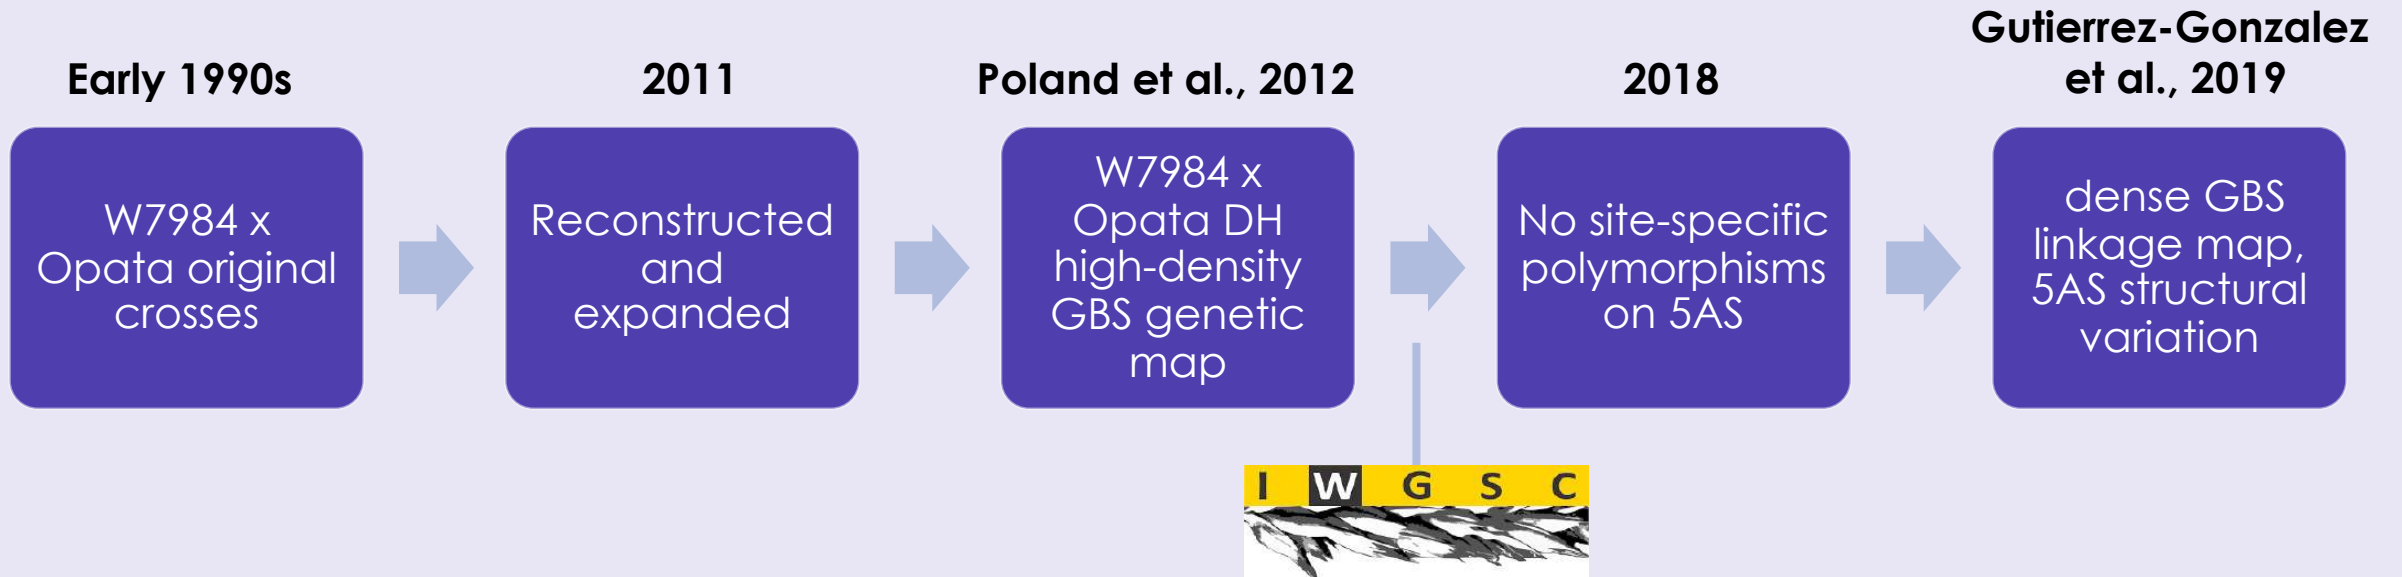 Early 1990s
W7984 x
Opata original
crosses
2011
Reconstructed
and
expanded
Poland et al., 2012
W7984 x
Opata DH
high-density
GBS genetic
map
2018
No site-specific
polymorphisms
on 5AS
Gutierrez-Gonzalez
et al., 2019
dense GBS
linkage map,
5AS structural
variation
I W G S C